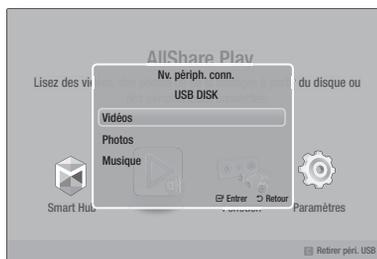 AllShare Play
Nv. périph. conn.
Lisez des vi
du disque ou
USB DISK
Vidéos
Photos
Musique
Entrer Retour
Smart Hub
Paramètres
Retirer péri. USB